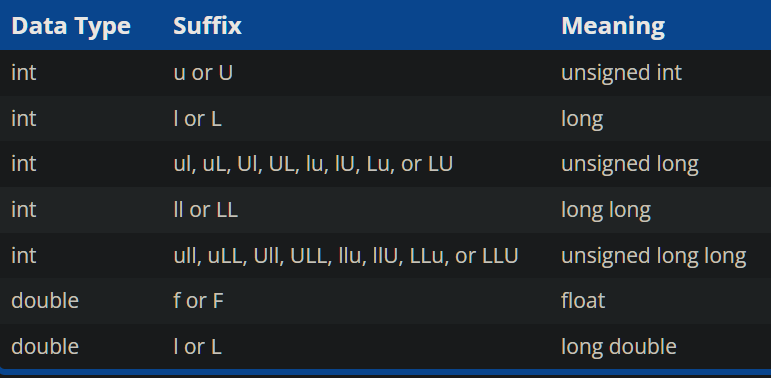 Data Type Suffix Meaning
int u or U unsigned int
int l or L long
int ul, uL, Ul, UL, lu, lU, Lu, or LU unsigned long
int ll or LL long long
int ull, uLL, Ull, ULL, llu, llU, LLu, or LLU unsigned long long
double f or F float
double l or L long double